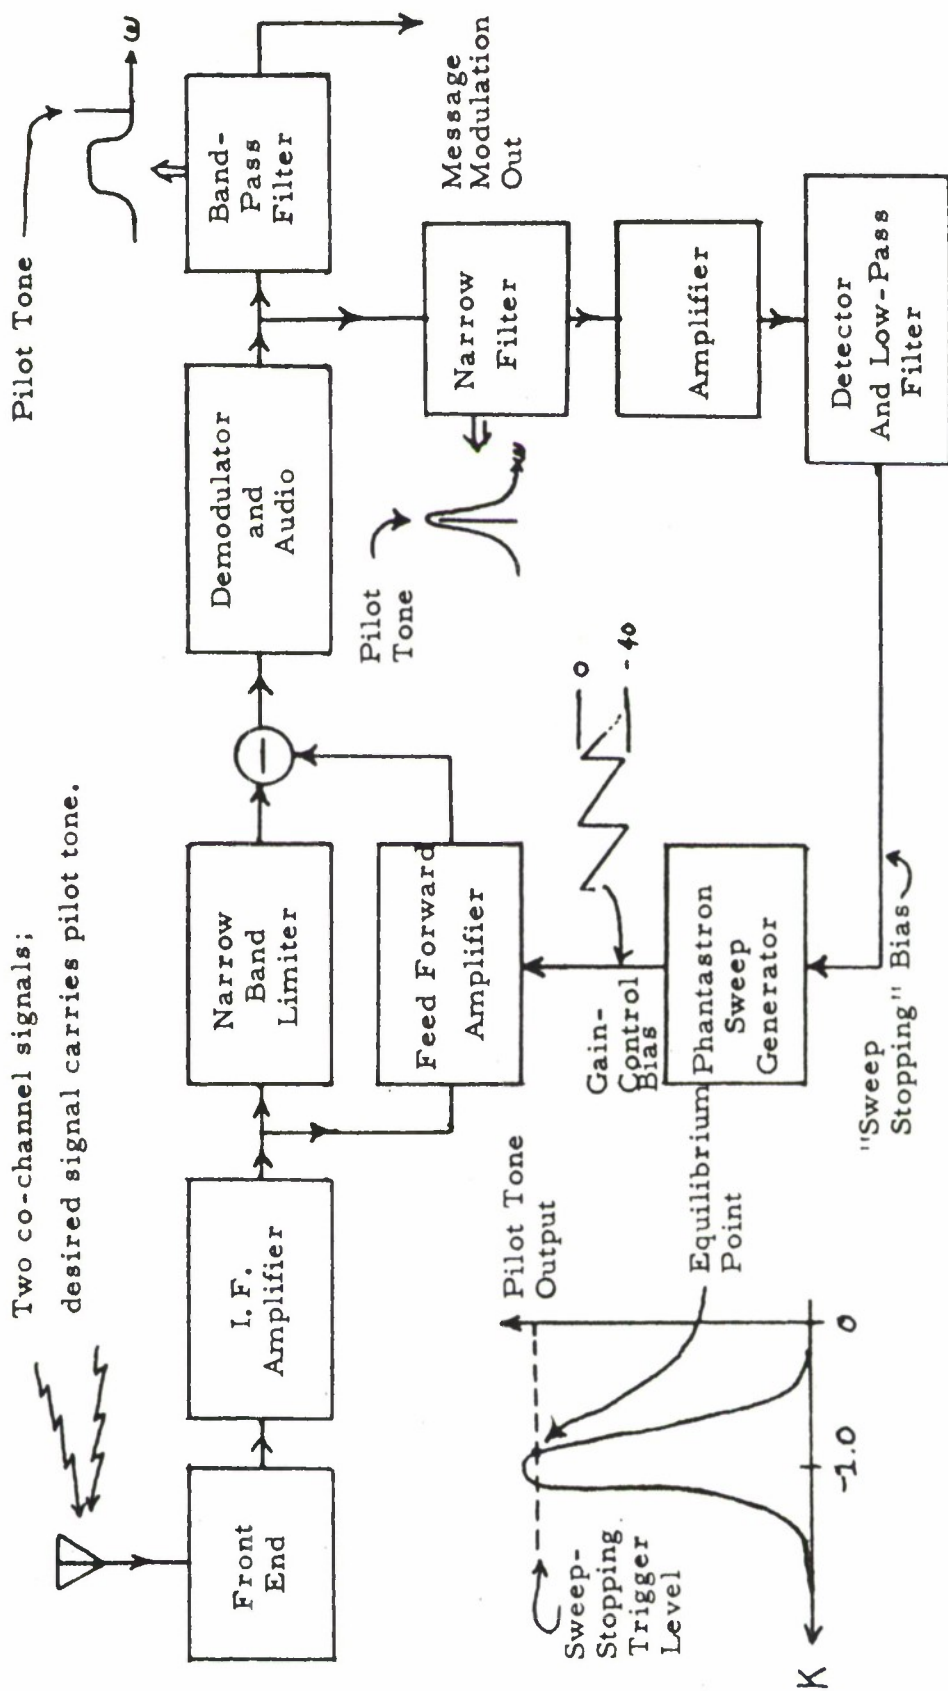 Two co-channel signals;
desired signal carries pilot tone.
Pilot Tone
ω
Front
End
I. F.
Amplifier
Narrow
Band
Limiter
Demodulator
and
Audio
Band-
Pass
Filter
Feed Forward
Amplifier
Pilot
Tone
Message
Modulation
Out
Narrow
Filter
Pilot Tone
Output
Gain-
Control
Bias
0
- 40
Amplifier
Sweep-
Stopping
Trigger
Level
Equilibrium
Point
Phantastron
Sweep
Generator
Detector
And Low-Pass
Filter
K
-1.0
0
"Sweep
Stopping" Bias